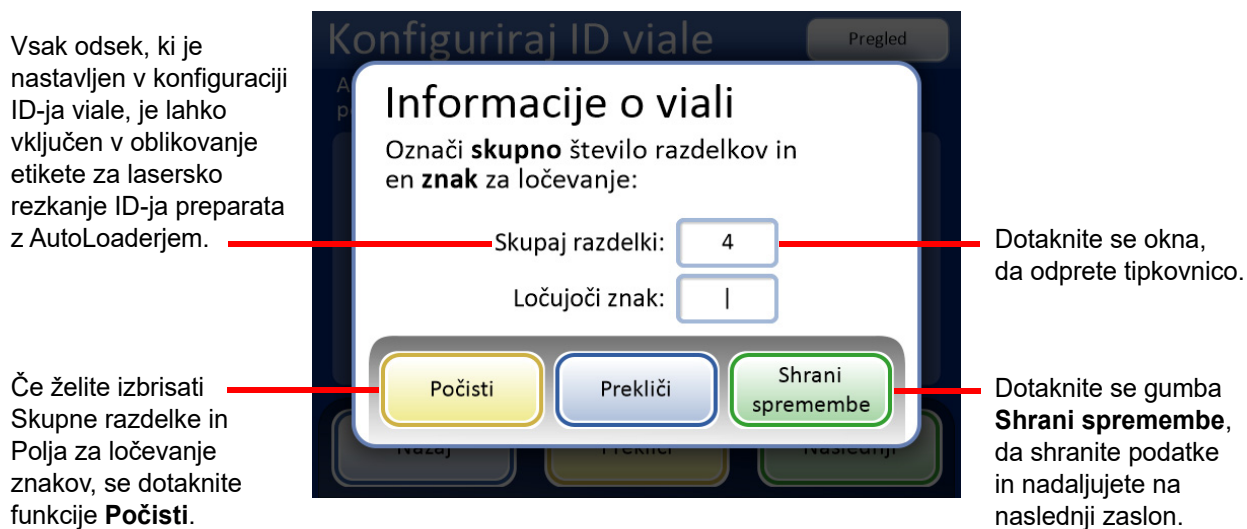 Vsak odsek, ki je
nastavljen v konfiguraciji
ID-ja viale, je lahko
vključen v oblikovanje
etikete za lasersko
rezkanje ID-ja preparata
z AutoLoaderjem.
Konfiguriraj ID viale
Pregled
Informacije o viali
Označi skupno število razdelkov in
en znak za ločevanje:
Skupaj razdelki: 4
Ločujoči znak: |
Dotaknite se okna,
da odprete tipkovnico.
Počisti
Prekliči
Shrani
spremembe
Nazaj
Prekliči
Naslednji
Če želite izbrisati
Skupne razdelke in
Polja za ločevanje
znakov, se dotaknite
funkcije Počisti.
Dotaknite se gumba
Shrani spremembe,
da shranite podatke
in nadaljujete na
naslednji zaslon.